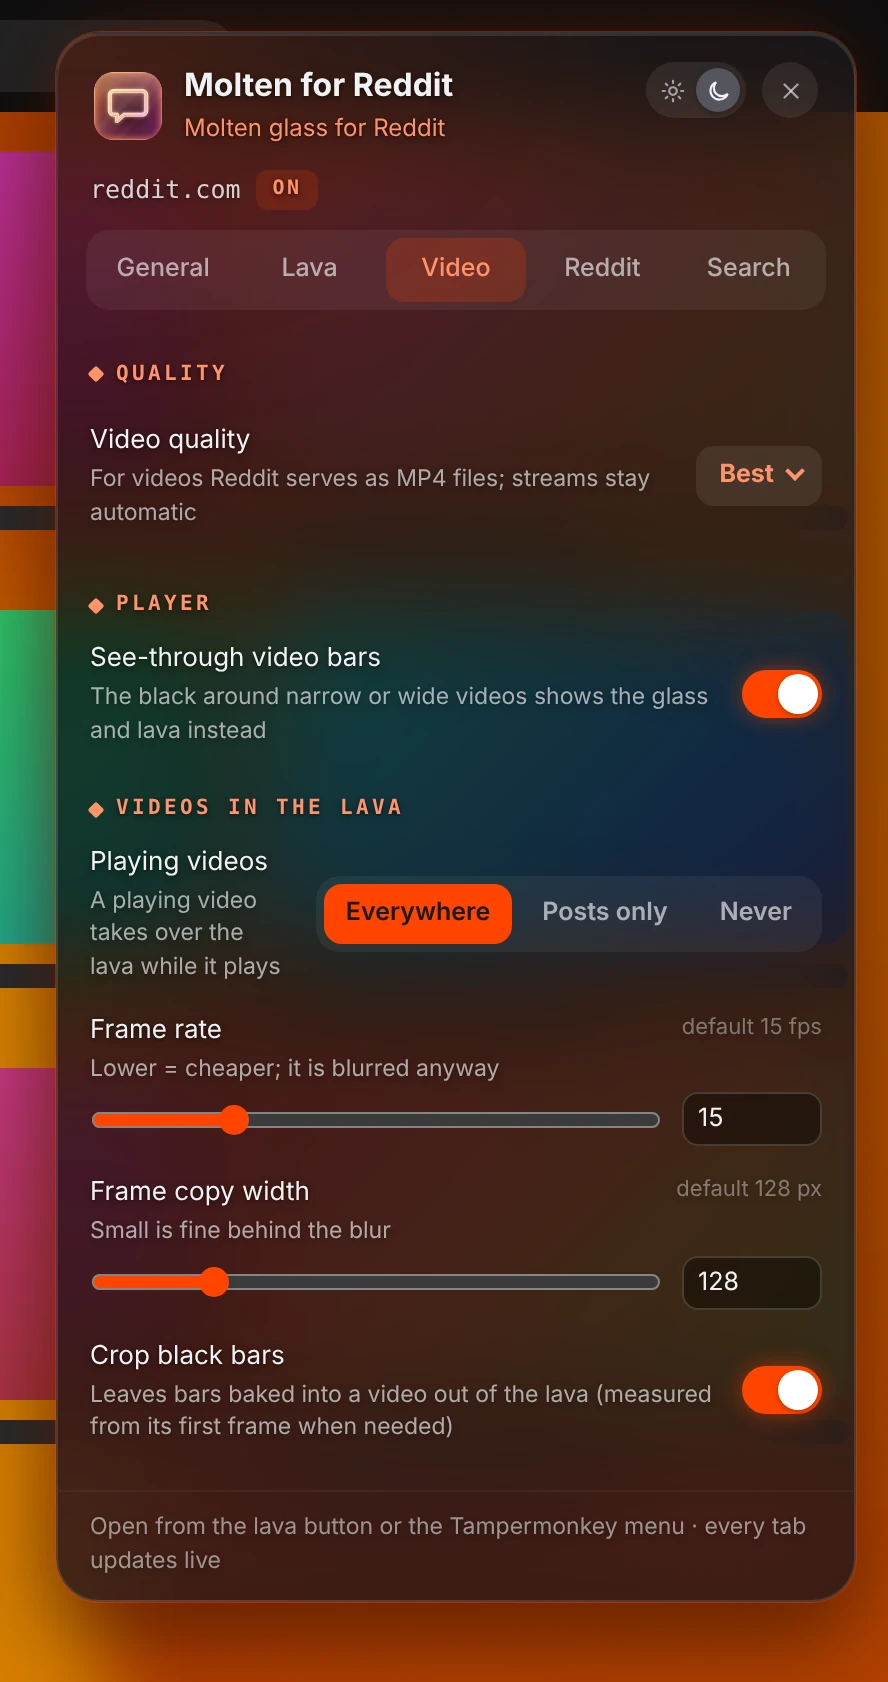 Molten for Reddit
Molten glass for Reddit
reddit.com ON
General Lava Video Reddit Search
QUALITY
Video quality
For videos Reddit serves as MP4 files; streams stay
automatic
Best
PLAYER
See-through video bars
The black around narrow or wide videos shows the glass
and lava instead
VIDEOS IN THE LAVA
Playing videos
A playing video
takes over the
lava while it plays
Everywhere Posts only Never
Frame rate default 15 fps
Lower = cheaper; it is blurred anyway
15
Frame copy width default 128 px
Small is fine behind the blur
128
Crop black bars
Leaves bars baked into a video out of the lava (measured
from its first frame when needed)
Open from the lava button or the Tampermonkey menu · every tab
updates live